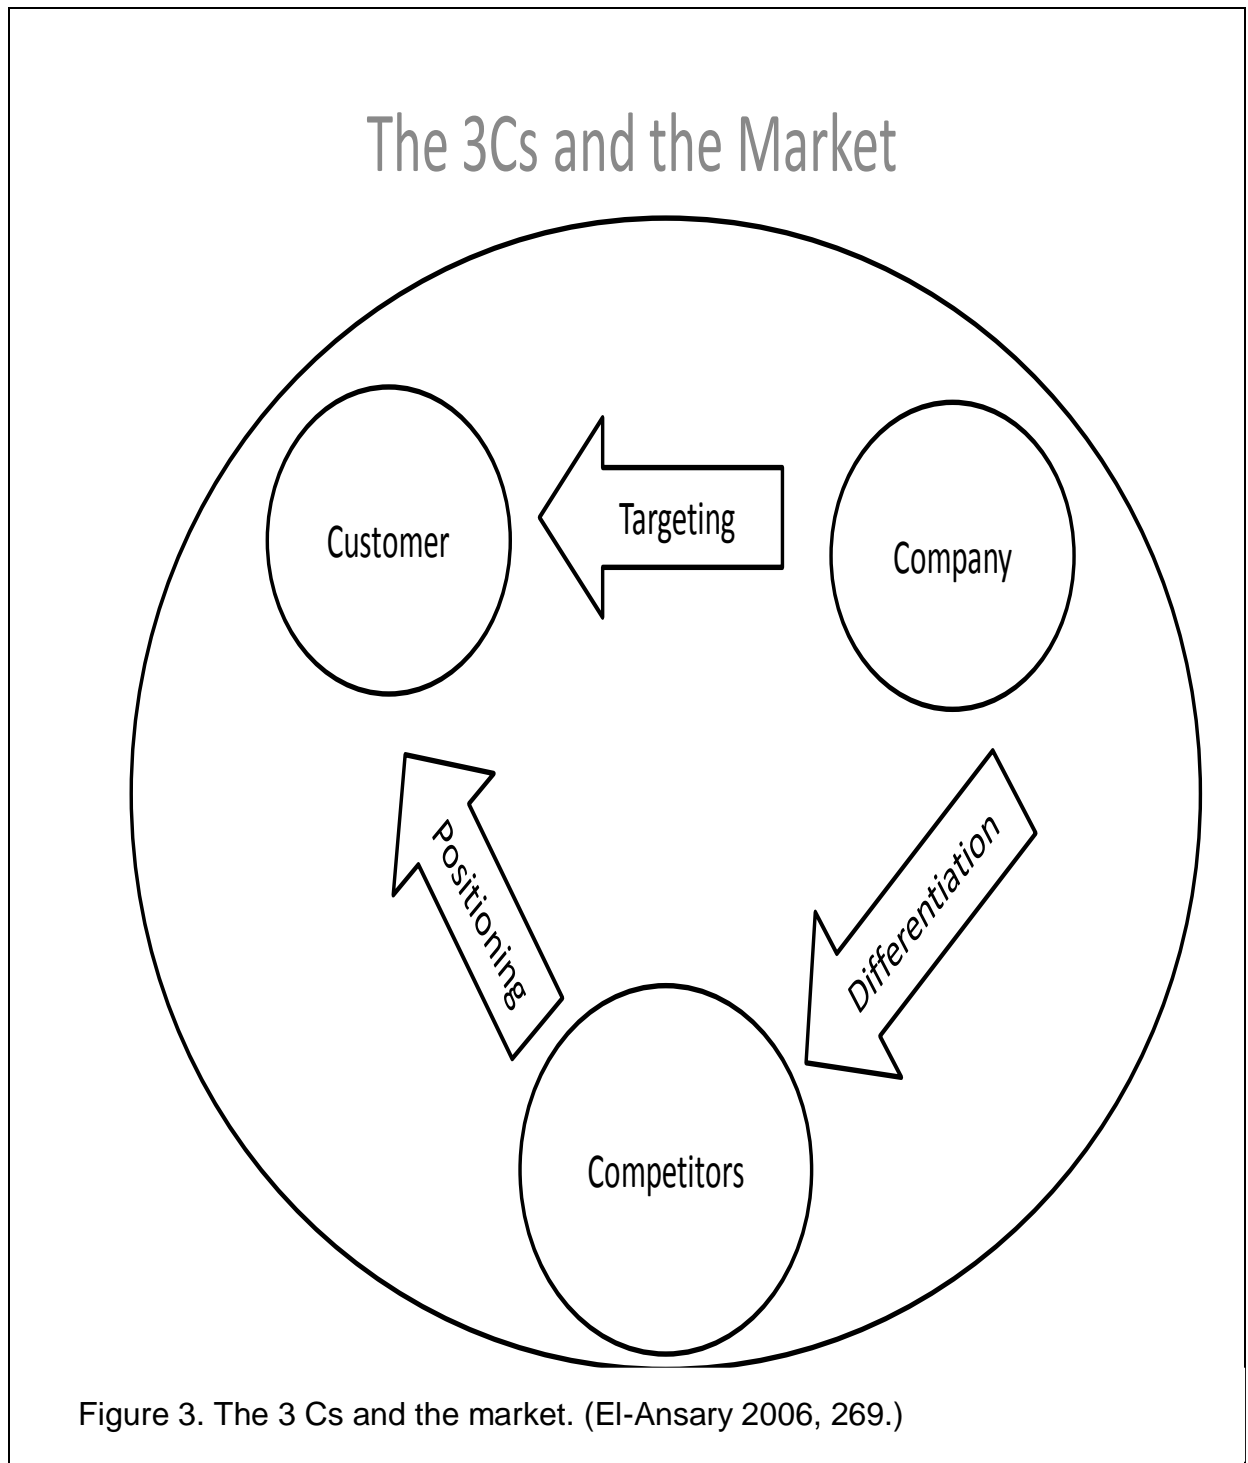 The 3Cs and the Market
Customer
Targeting
Company
Positioning
Differentiation
Competitors
Figure 3. The 3 Cs and the market. (El-Ansary 2006, 269.)